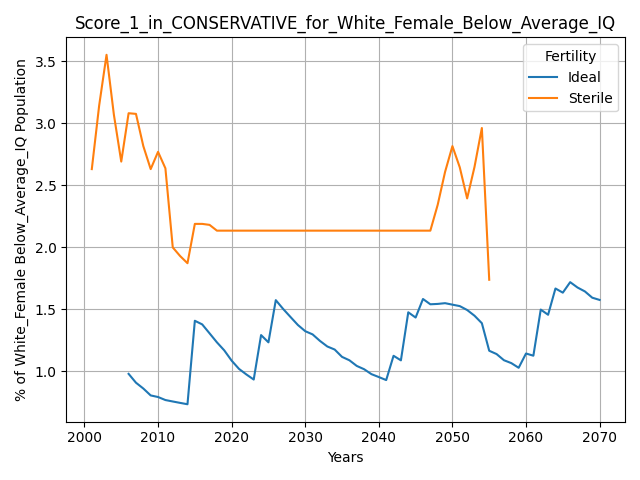 Score_1_in_CONSERVATIVE_for_White_Female_Below_Average_IQ
% of White_Female Below_Average_IQ Population
3.5
3.0
2.5
2.0
1.5
1.0
Fertility
Ideal
Sterile
2000 2010 2020 2030 2040 2050 2060 2070
Years